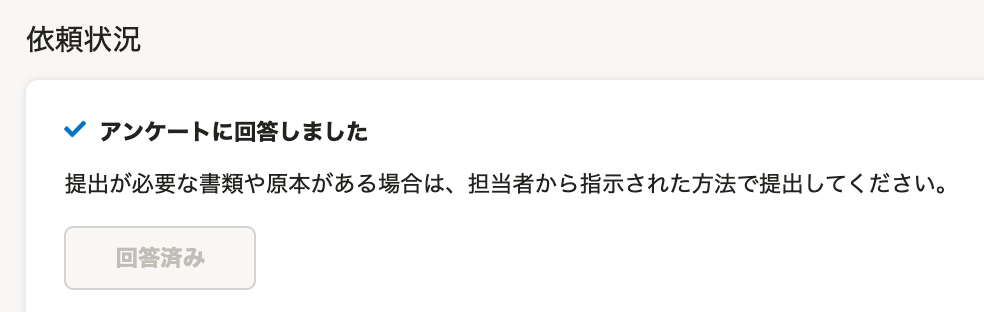 依頼状況
アンケートに回答しました
提出が必要な書類や原本がある場合は、担当者から指示された方法で提出してください。
回答済み